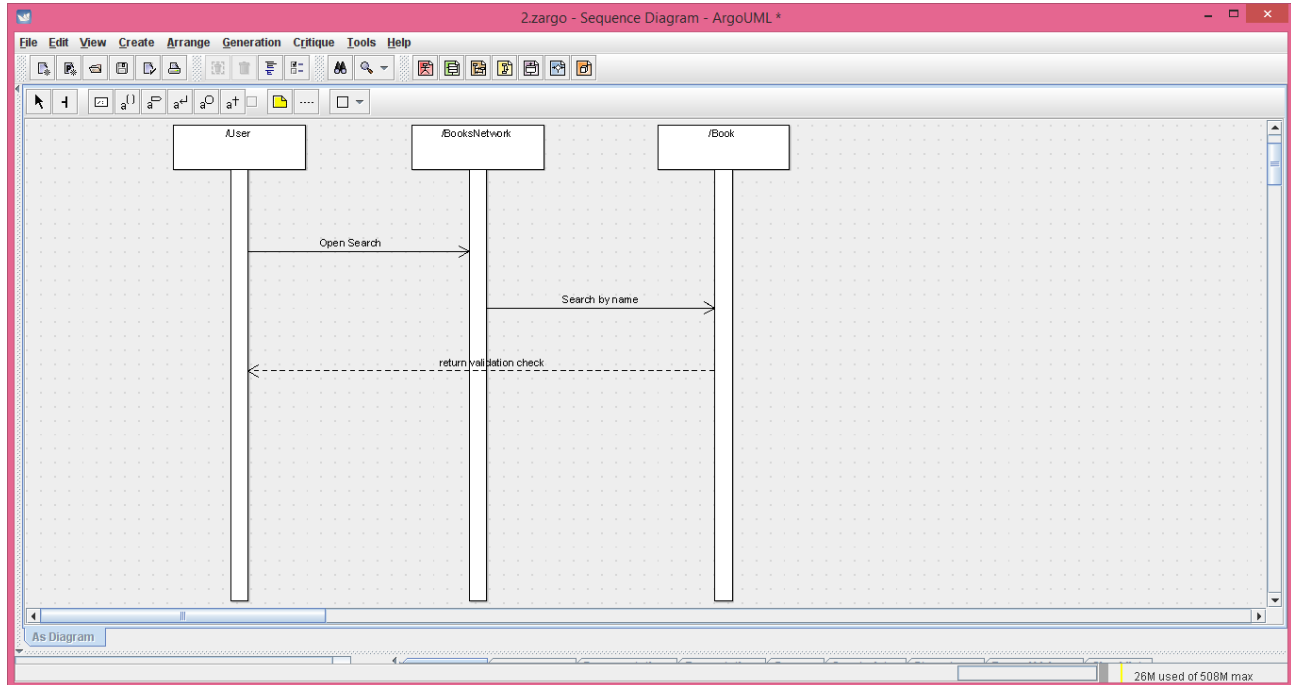 2.zargo - Sequence Diagram - ArgoUML *
File Edit View Create Arrange Generation Critique Tools Help
/User /BooksNetwork /Book
Open Search
Search by name
return validation check
As Diagram
26M used of 508M max